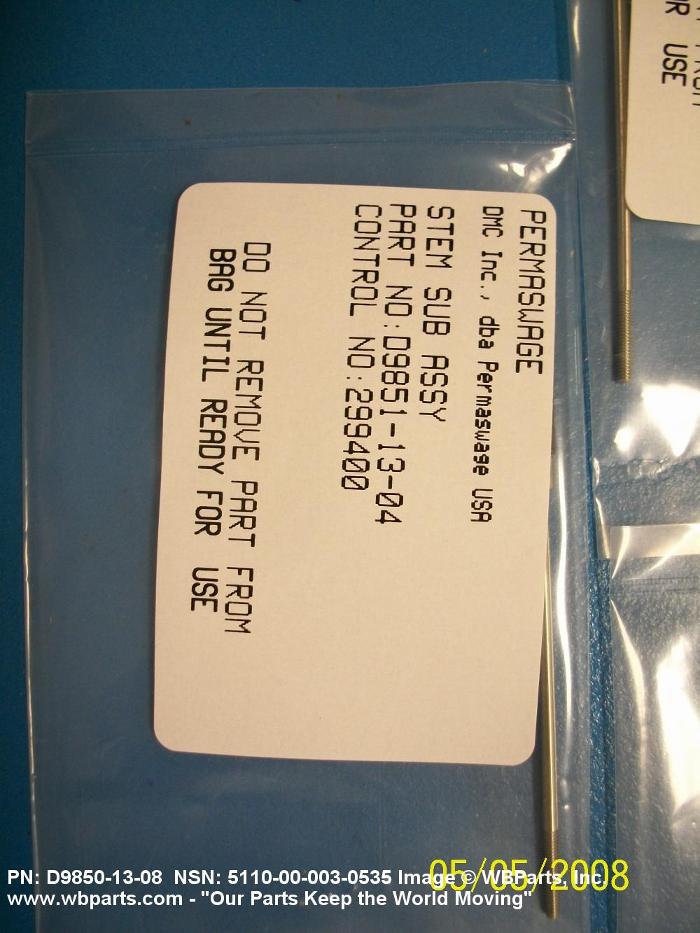 PERMASWAGE
DMC Inc., dba Permaswage USA
STEM SUB ASSY
PART NO:D9851-13-04
CONTROL NO:299400
DO NOT REMOVE PART FROM
BAG UNTIL READY FOR USE
FROM
OR USE
05/05/2008
PN: D9850-13-08 NSN: 5110-00-003-0535 Image © WBParts, Inc.
www.wbparts.com - "Our Parts Keep the World Moving"